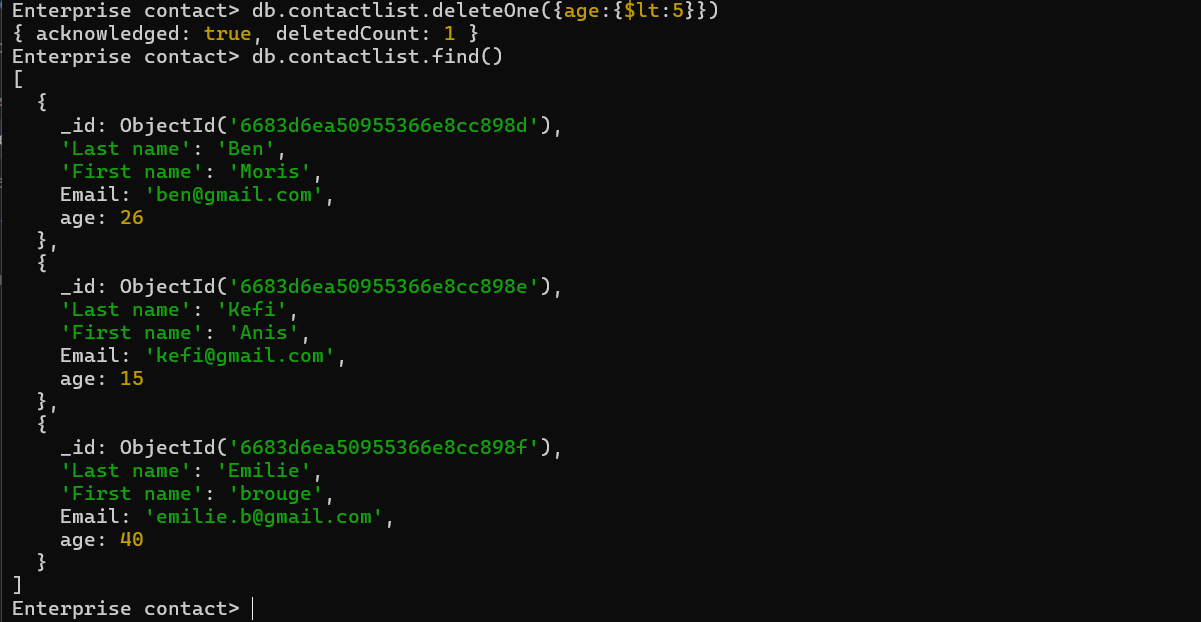 Enterprise contact> db.contactlist.deleteOne({age:{$lt:5}})
{ acknowledged: true, deletedCount: 1 }
Enterprise contact> db.contactlist.find()
[
  {
    _id: ObjectId('6683d6ea50955366e8cc898d'),
    'Last name': 'Ben',
    'First name': 'Moris',
    Email: 'ben@gmail.com',
    age: 26
  },
  {
    _id: ObjectId('6683d6ea50955366e8cc898e'),
    'Last name': 'Kefi',
    'First name': 'Anis',
    Email: 'kefi@gmail.com',
    age: 15
  },
  {
    _id: ObjectId('6683d6ea50955366e8cc898f'),
    'Last name': 'Emilie',
    'First name': 'brouge',
    Email: 'emilie.b@gmail.com',
    age: 40
  }
]
Enterprise contact>